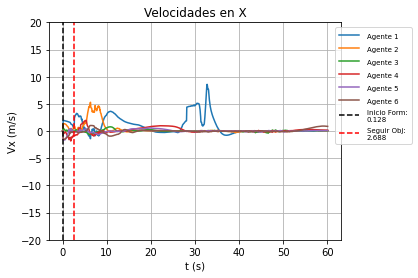 Velocidades en X
Vx (m/s)
20
15
10
5
0
−5
−10
−15
−20
0
10
20
30
40
50
60
t (s)
Agente 1
Agente 2
Agente 3
Agente 4
Agente 5
Agente 6
Inicio Form:
0.128
Seguir Obj:
2.688